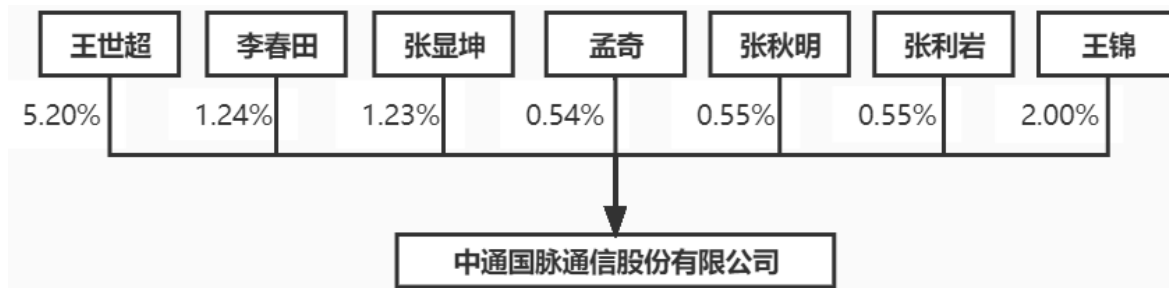 王世超 李春田 张显坤 孟奇 张秋明 张利岩 王锦
5.20% 1.24% 1.23% 0.54% 0.55% 0.55% 2.00%
中通国脉通信股份有限公司